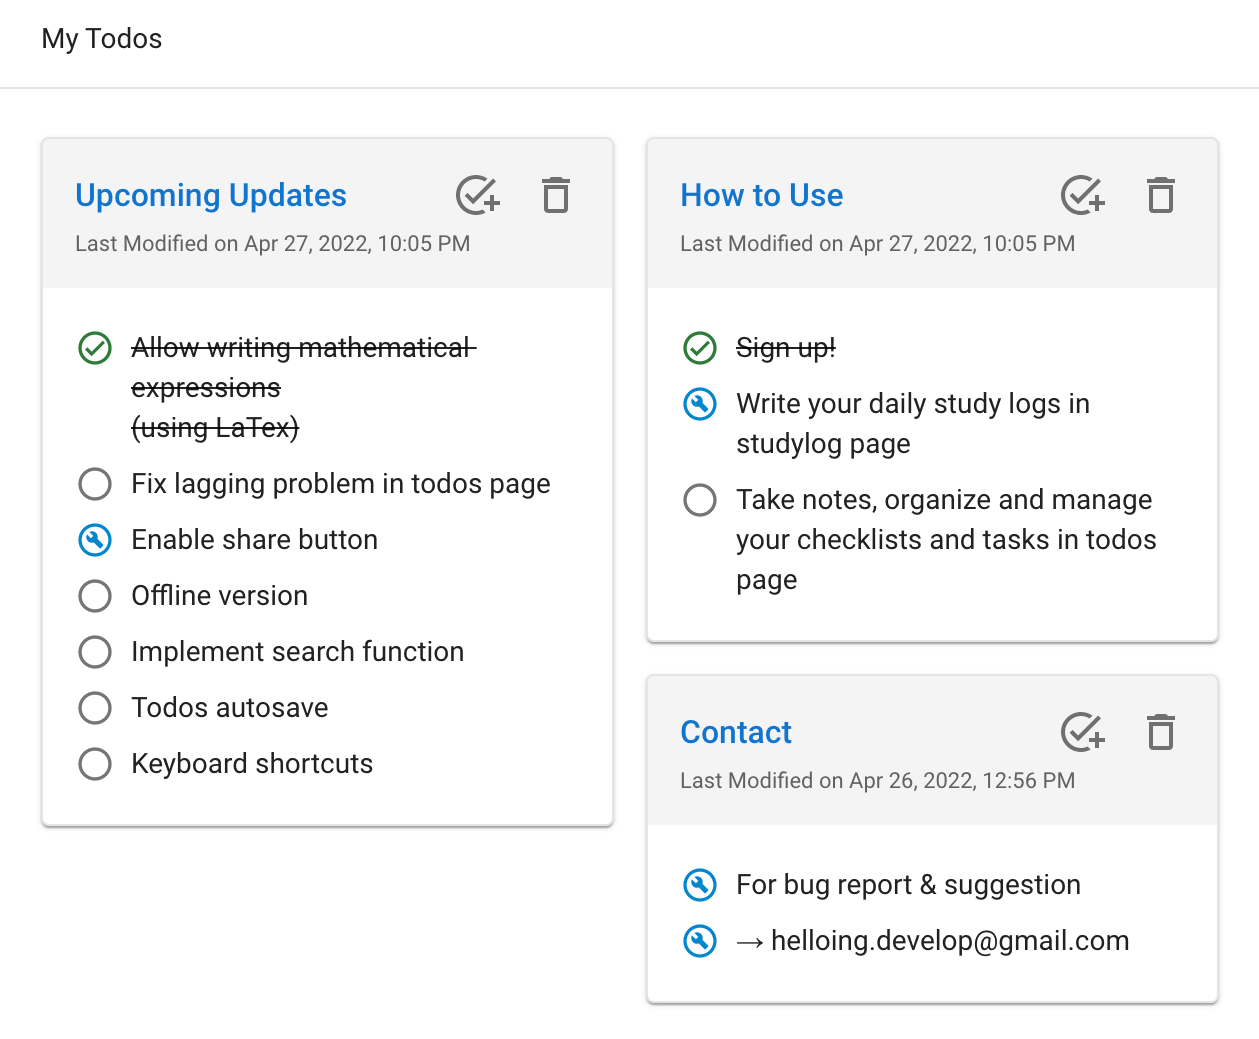 My Todos
Upcoming Updates
Last Modified on Apr 27, 2022, 10:05 PM
Allow writing mathematical
expressions
(using LaTex)
Fix lagging problem in todos page
Enable share button
Offline version
Implement search function
Todos autosave
Keyboard shortcuts
How to Use
Last Modified on Apr 27, 2022, 10:05 PM
Sign up!
Write your daily study logs in
studylog page
Take notes, organize and manage
your checklists and tasks in todos
page
Contact
Last Modified on Apr 26, 2022, 12:56 PM
For bug report & suggestion
→ helloing.develop@gmail.com